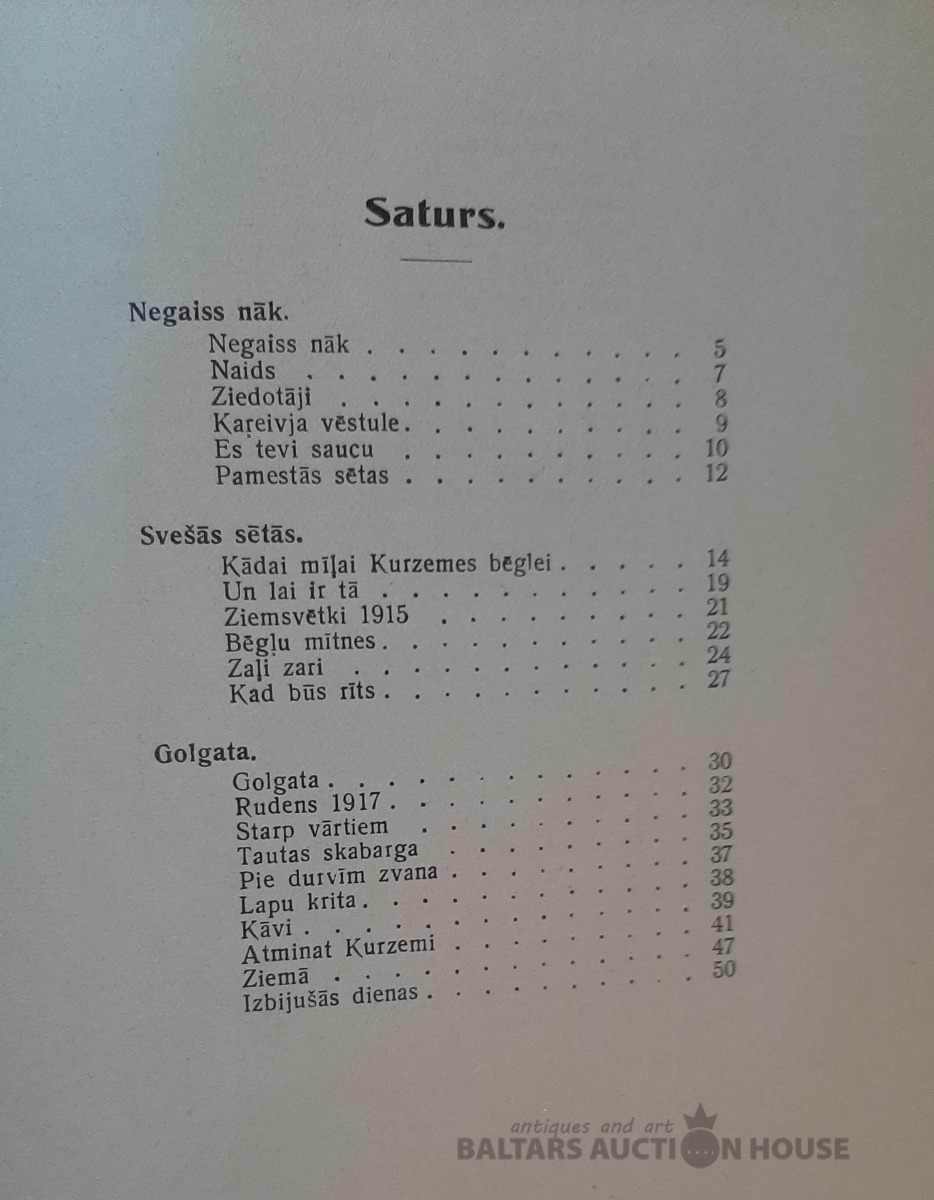 Saturs.
Negaiss nāk.
Negaiss nāk . . . . . . . . . . . 5
Naids . . . . . . . . . . . . . 7
Ziedotāji . . . . . . . . . . . . 8
Kaŗeivja vēstule. . . . . . . . . . 9
Es tevi saucu . . . . . . . . . . 10
Pamestās sētas . . . . . . . . . . 12
Svešās sētās.
Kādai mīļai Kurzemes bēglei . . . . . 14
Un lai ir tā . . . . . . . . . . . 19
Ziemsvētki 1915 . . . . . . . . . 21
Bēgļu mītnes . . . . . . . . . . . 22
Zaļi zari . . . . . . . . . . . . 24
Kad būs rīts . . . . . . . . . . . 27
Golgata.
Golgata . . . . . . . . . . . . . 30
Rudens 1917 . . . . . . . . . . . 32
Starp vārtiem . . . . . . . . . . 33
Tautas skabarga . . . . . . . . . 35
Pie durvīm zvana . . . . . . . . . 37
Lapu krita . . . . . . . . . . . . 38
Kāvi . . . . . . . . . . . . . . 39
Atminat Kurzemi . . . . . . . . . 41
Ziemā . . . . . . . . . . . . . 47
Izbijušās dienas . . . . . . . . . . 50
antiques and art
BALTARS AUCTION HOUSE